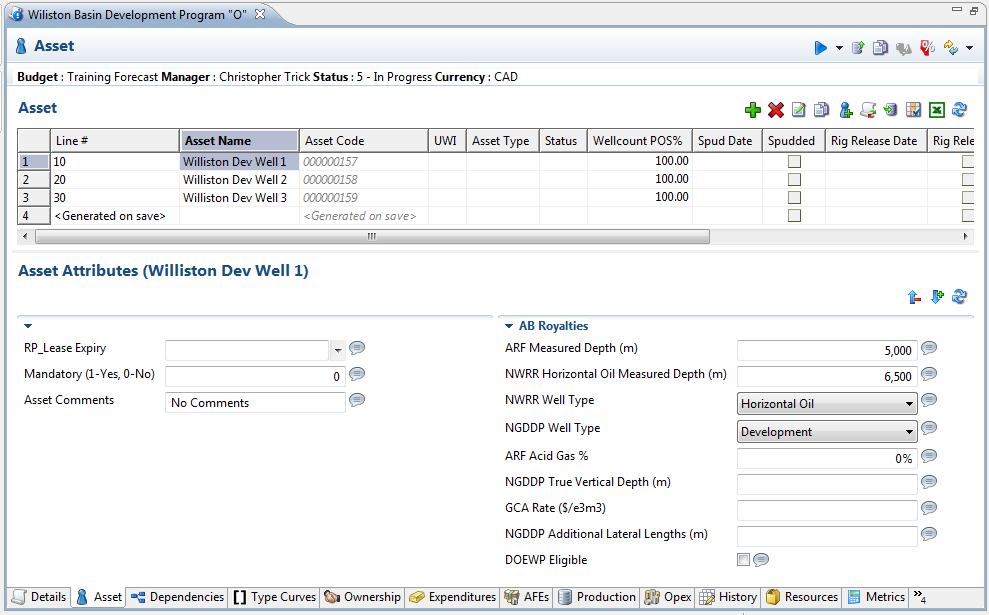 Wiliston Basin Development Program "O"
Asset
Budget : Training Forecast Manager : Christopher Trick Status : 5 - In Progress Currency : CAD
Asset
Line # Asset Name Asset Code UWI Asset Type Status Wellcount POS% Spud Date Spudded Rig Release Date Rig Rele
1 10 Williston Dev Well 1 000000157 100.00
2 20 Williston Dev Well 2 000000158 100.00
3 30 Williston Dev Well 3 000000159 100.00
4 <Generated on save> <Generated on save>
Asset Attributes (Williston Dev Well 1)
RP_Lease Expiry
Mandatory (1-Yes, 0-No) 0
Asset Comments No Comments
AB Royalties
ARF Measured Depth (m) 5,000
NWRR Horizontal Oil Measured Depth (m) 6,500
NWRR Well Type Horizontal Oil
NGDDP Well Type Development
ARF Acid Gas % 0%
NGDDP True Vertical Depth (m)
GCA Rate ($/e3m3)
NGDDP Additional Lateral Lengths (m)
DOEWP Eligible
Details Asset Dependencies Type Curves Ownership Expenditures AFEs Production Opex History Resources Metrics »4